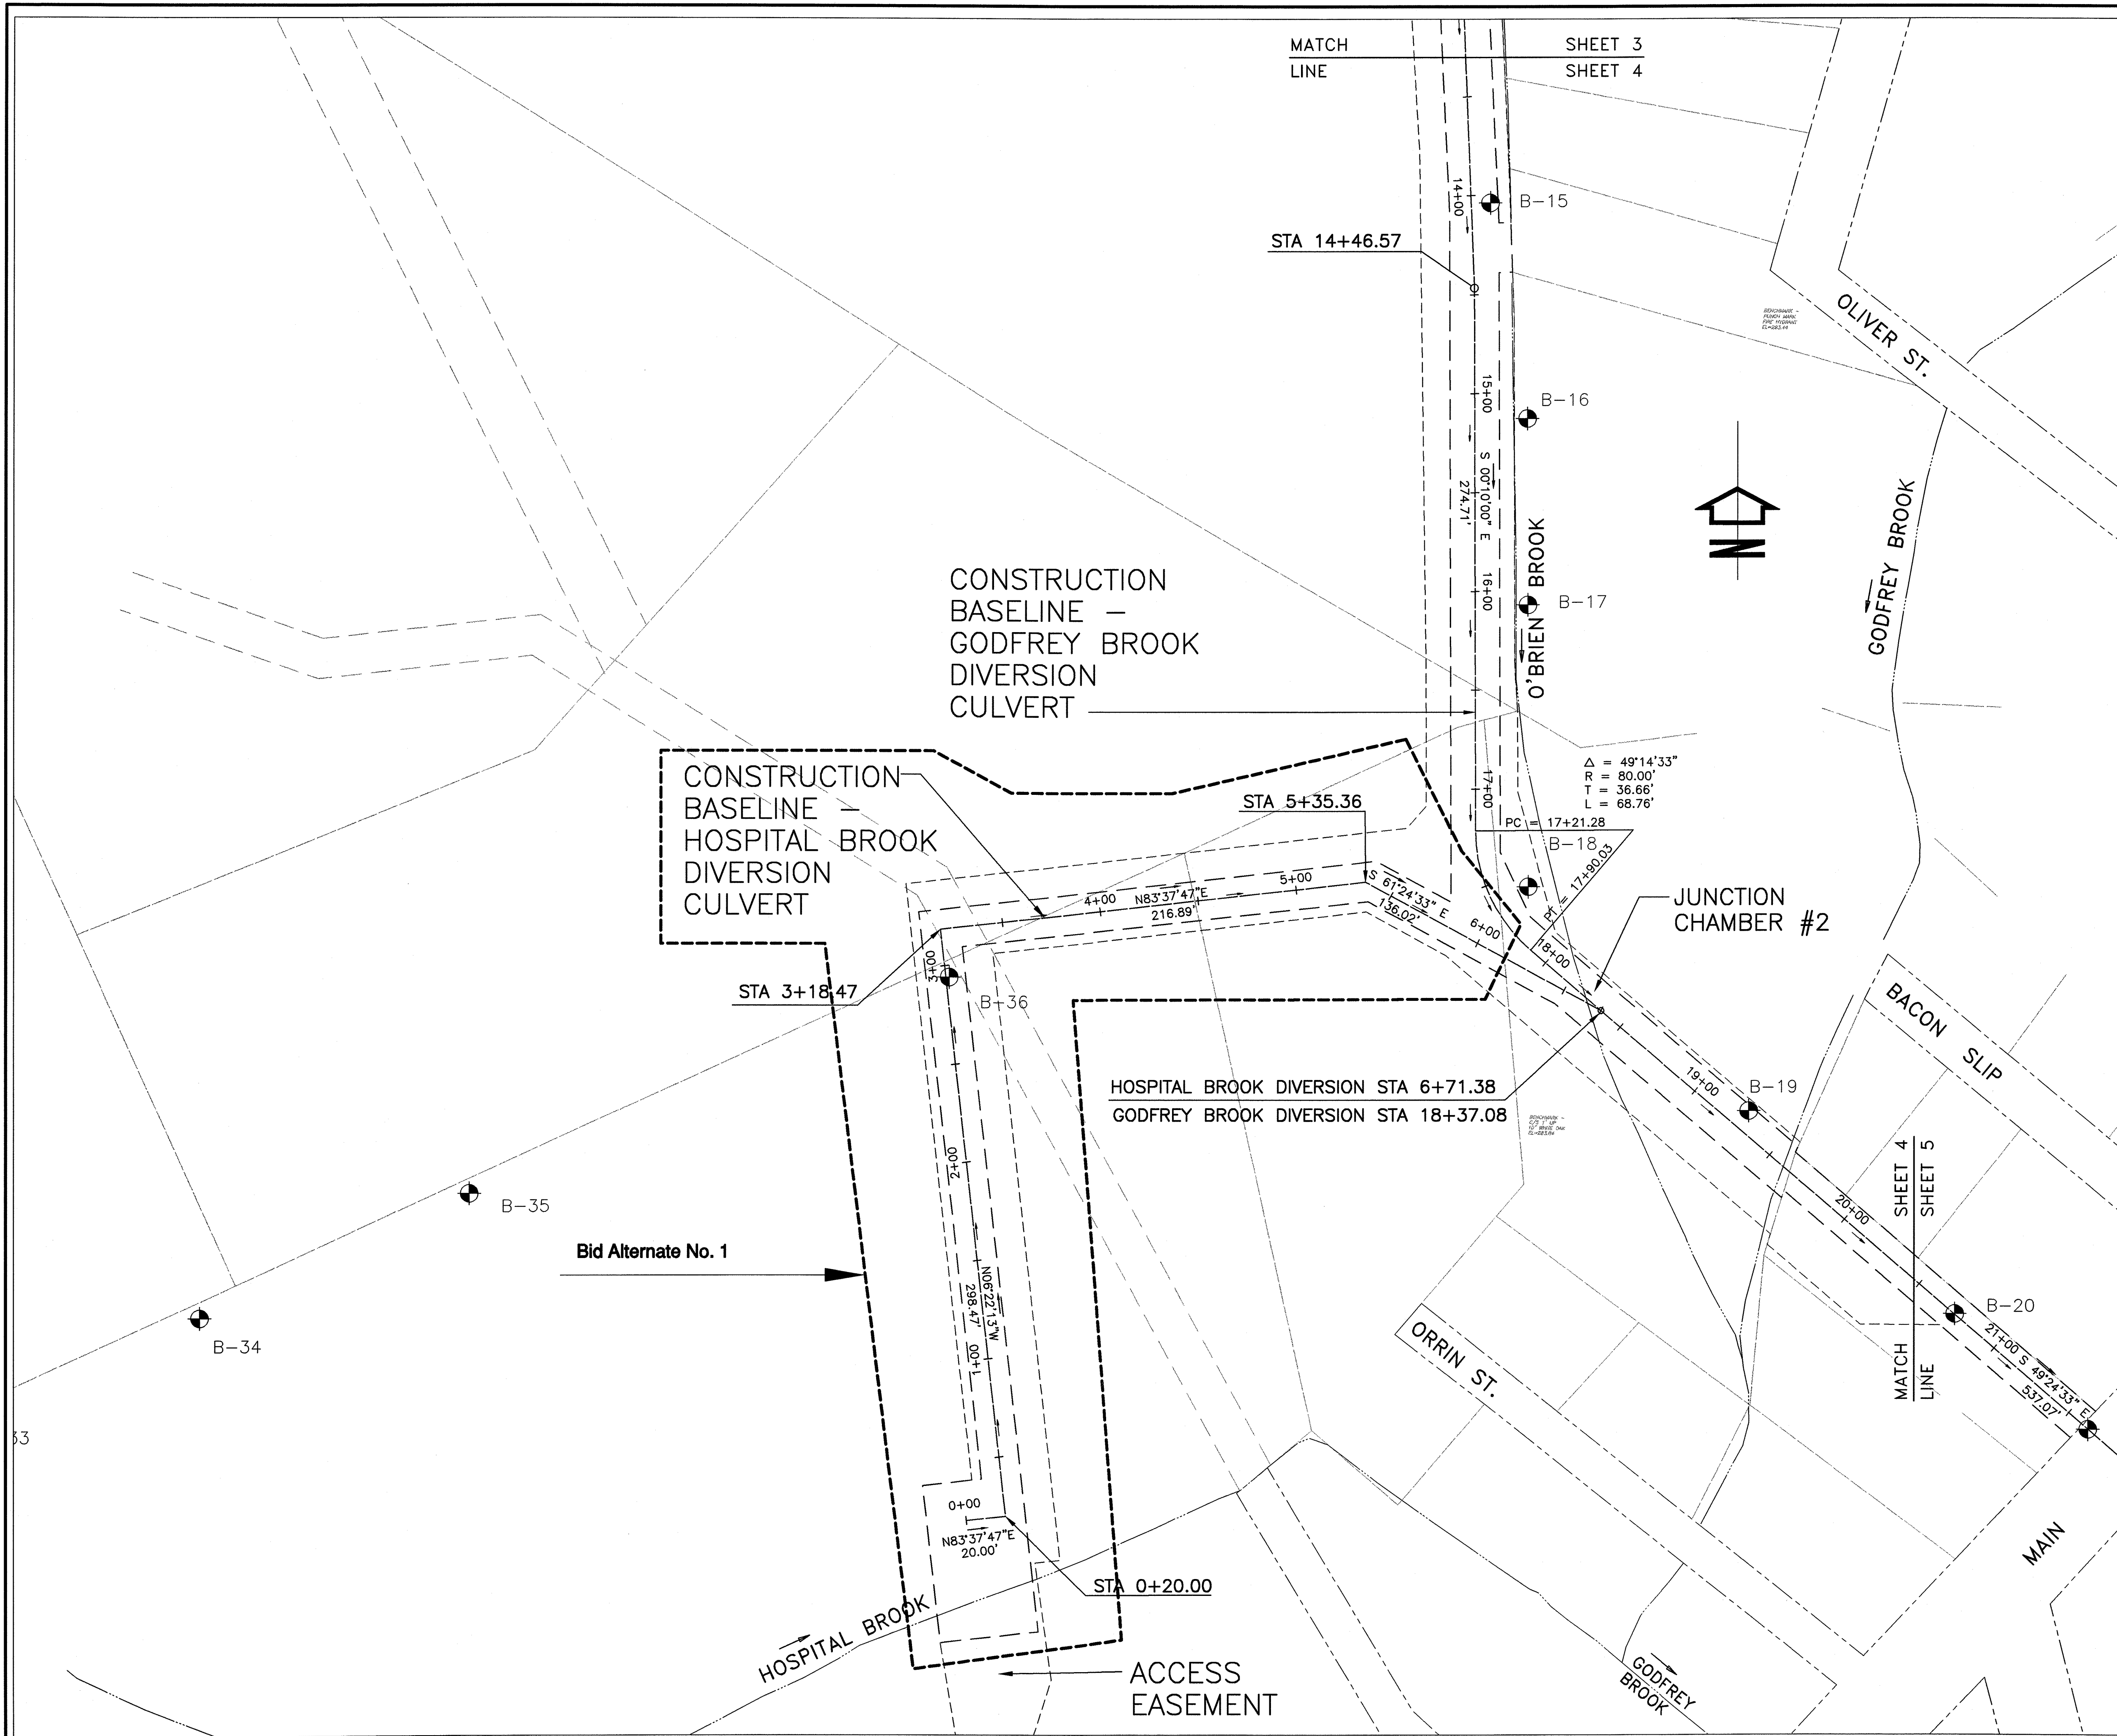 MATCH SHEET 3
LINE SHEET 4
14+00
B-15
STA 14+46.57
OLIVER ST.
BENCHMARK -
PUNCH MARK
FIRE HYDRANT
15+00
B-16
S 00°10'00" E
274.71'
GODFREY BROOK
N
16+00
O'BRIEN BROOK
B-17
CONSTRUCTION
BASELINE -
GODFREY BROOK
DIVERSION
CULVERT
Δ = 49°14'33"
R = 80.00'
T = 36.66'
L = 68.76'
17+00
PC = 17+21.28
B-18
PT = 17+90.03
CONSTRUCTION
BASELINE -
HOSPITAL BROOK
DIVERSION
CULVERT
STA 5+35.36
5+00
4+00
N83°37'47"E
216.89'
S 61°24'33" E
136.02'
6+00
18+00
JUNCTION
CHAMBER #2
3+00
STA 3+18.47
B-36
BACON SLIP
HOSPITAL BROOK DIVERSION STA 6+71.38
GODFREY BROOK DIVERSION STA 18+37.08
BENCHMARK -
19+00
B-19
MATCH SHEET 4
LINE SHEET 5
2+00
B-35
20+00
Bid Alternate No. 1
N06°22'13"W
298.47'
1+00
B-20
21+00
S 49°24'33" E
537.07'
B-34
ORRIN ST.
33
0+00
N83°37'47"E
20.00'
STA 0+20.00
MAIN
HOSPITAL BROOK
ACCESS
EASEMENT
GODFREY
BROOK